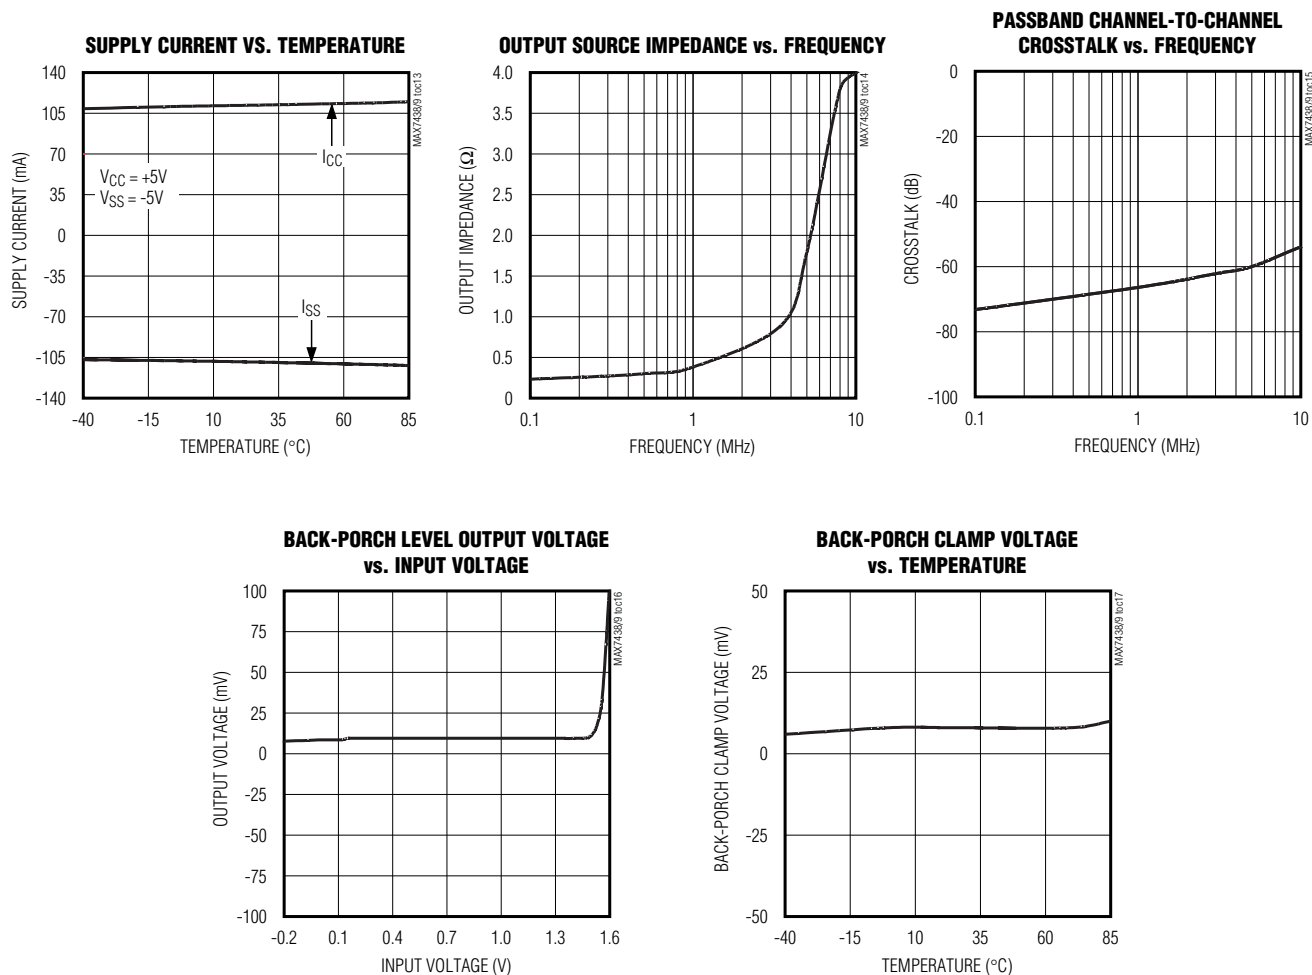 SUPPLY CURRENT VS. TEMPERATURE
140
105
70
35
0
-35
-70
-105
-140
SUPPLY CURRENT (mA)
VCC = +5V
VSS = -5V
ICC
ISS
-40 -15 10 35 60 85
TEMPERATURE (°C)
MAX7438/9 toc13
OUTPUT SOURCE IMPEDANCE vs. FREQUENCY
4.0
3.5
3.0
2.5
2.0
1.5
1.0
0.5
0
OUTPUT IMPEDANCE (Ω)
0.1 1 10
FREQUENCY (MHz)
MAX7438/9 toc14
PASSBAND CHANNEL-TO-CHANNEL
CROSSTALK vs. FREQUENCY
0
-20
-40
-60
-80
-100
CROSSTALK (dB)
0.1 1 10
FREQUENCY (MHz)
MAX7438/9 toc15
BACK-PORCH LEVEL OUTPUT VOLTAGE
vs. INPUT VOLTAGE
100
75
50
25
0
-25
-50
-75
-100
OUTPUT VOLTAGE (mV)
-0.2 0.1 0.4 0.7 1.0 1.3 1.6
INPUT VOLTAGE (V)
MAX7438/9 toc16
BACK-PORCH CLAMP VOLTAGE
vs. TEMPERATURE
50
25
0
-25
-50
BACK-PORCH CLAMP VOLTAGE (mV)
-40 -15 10 35 60 85
TEMPERATURE (°C)
MAX7438/9 toc17